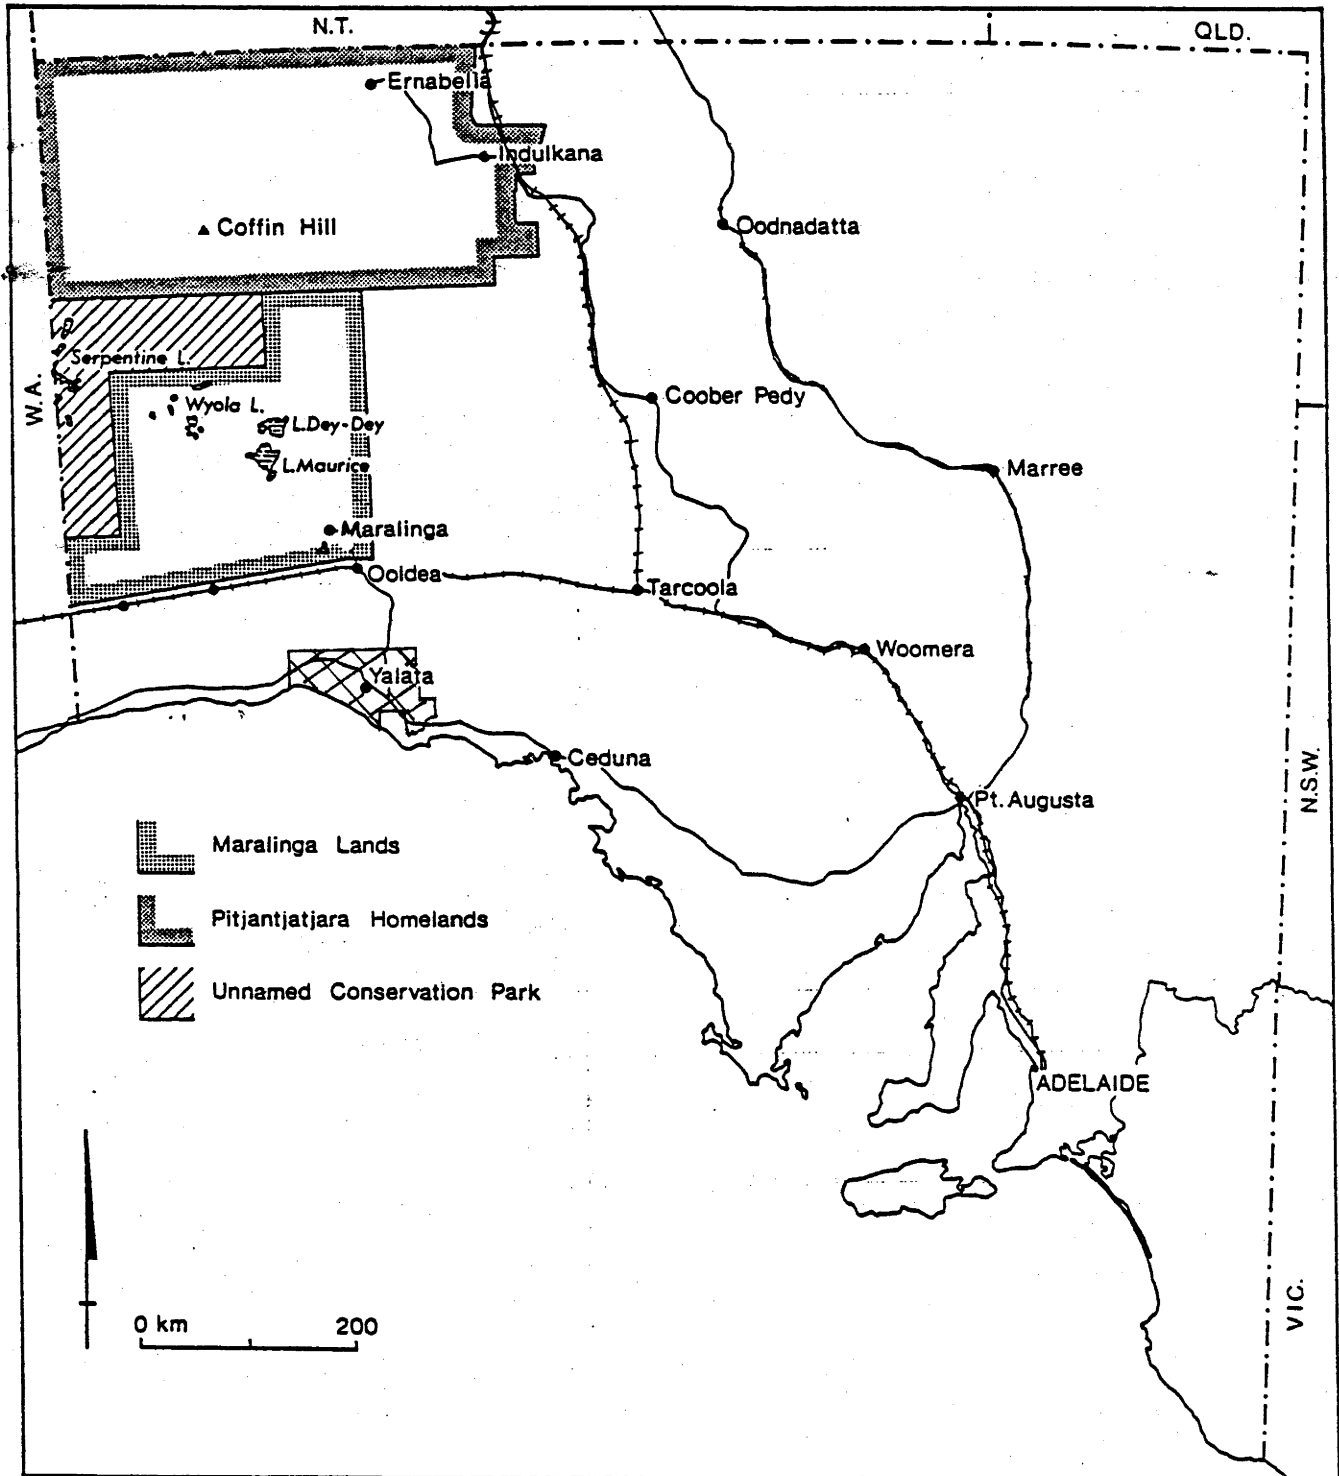 N.T.
QLD.
Ernabella
Indulkana
Coffin Hill
Oodnadatta
Serpentine L.
W.A.
Wyola L.
L.Dey-Dey
L.Maurice
Coober Pedy
Marree
Maralinga
Ooldea
Tarcoola
Woomera
Yalata
Ceduna
Pt. Augusta
N.S.W.
Maralinga Lands
Pitjantjatjara Homelands
Unnamed Conservation Park
ADELAIDE
VIC.
0 km 200